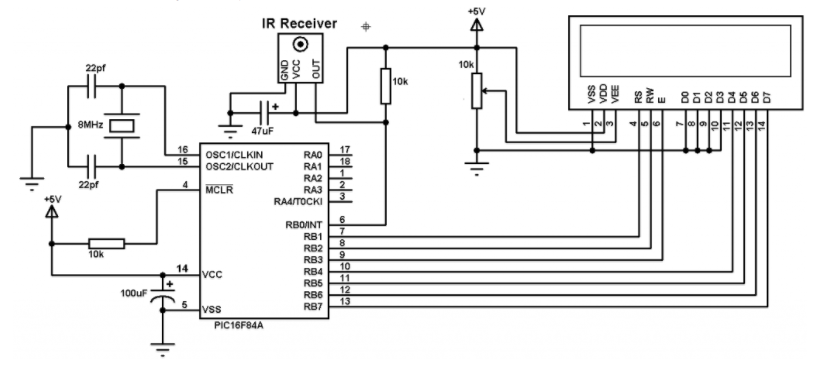 IR Receiver
+5V
22pf
GND
VCC
OUT
10k
10k
VSS
VDD
VEE
RS
RW
E
D0
D1
D2
D3
D4
D5
D6
D7
1
2
3
4
5
6
7
8
9
10
11
12
13
14
8MHz
+
47uF
16
OSC1/CLKIN
RA0
17
15
OSC2/CLKOUT
RA1
18
22pf
RA2
1
4
MCLR
RA3
2
RA4/T0CKI
3
+5V
RB0/INT
6
RB1
7
10k
RB2
8
RB3
9
14
VCC
RB4
10
+
100uF
RB5
11
RB6
12
5
VSS
RB7
13
PIC16F84A